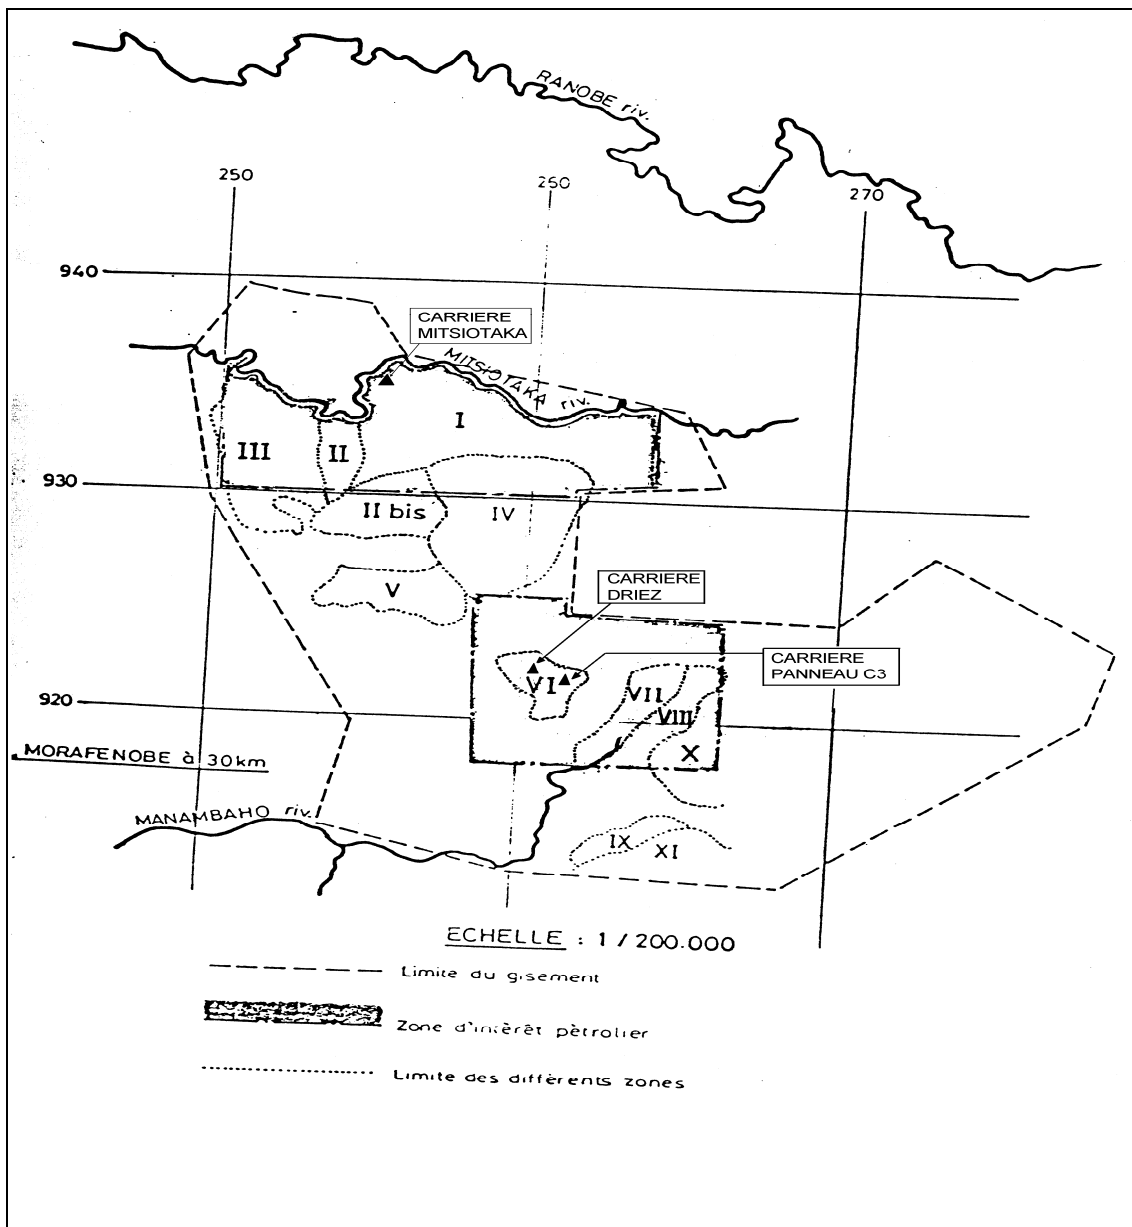 RANOBE riv.
250
260
270
940
CARRIERE
MITSIOTAKA
MITSIOTAKA riv.
I
III
II
930
II bis
IV
V
CARRIERE
DRIEZ
CARRIERE
PANNEAU C3
VI
VII
VIII
920
X
MORAFENOBE à 30km
MANAMBAHO riv.
IX
XI
ECHELLE : 1 / 200.000
Limite du gisement
Zone d'intèrêt pètrolier
Limite des diffèrents zones